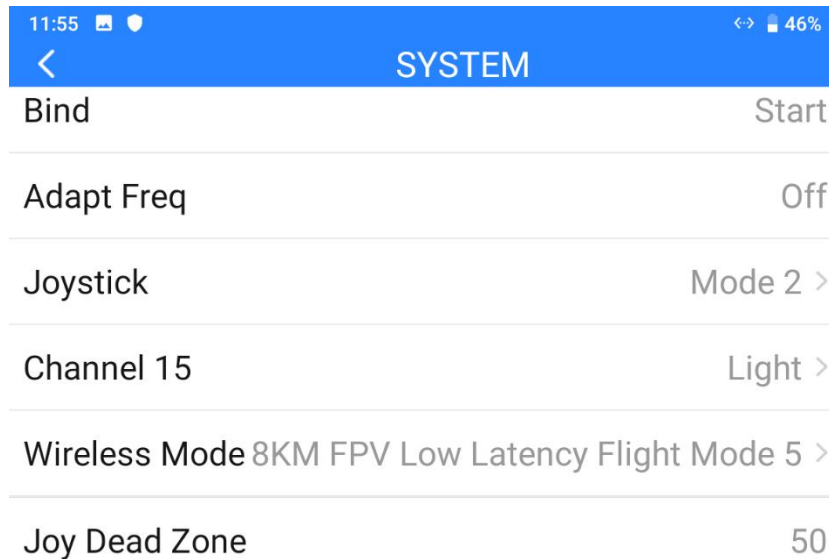 11:55 46%
SYSTEM
Bind Start
Adapt Freq Off
Joystick Mode 2
Channel 15 Light
Wireless Mode 8KM FPV Low Latency Flight Mode 5
Joy Dead Zone 50